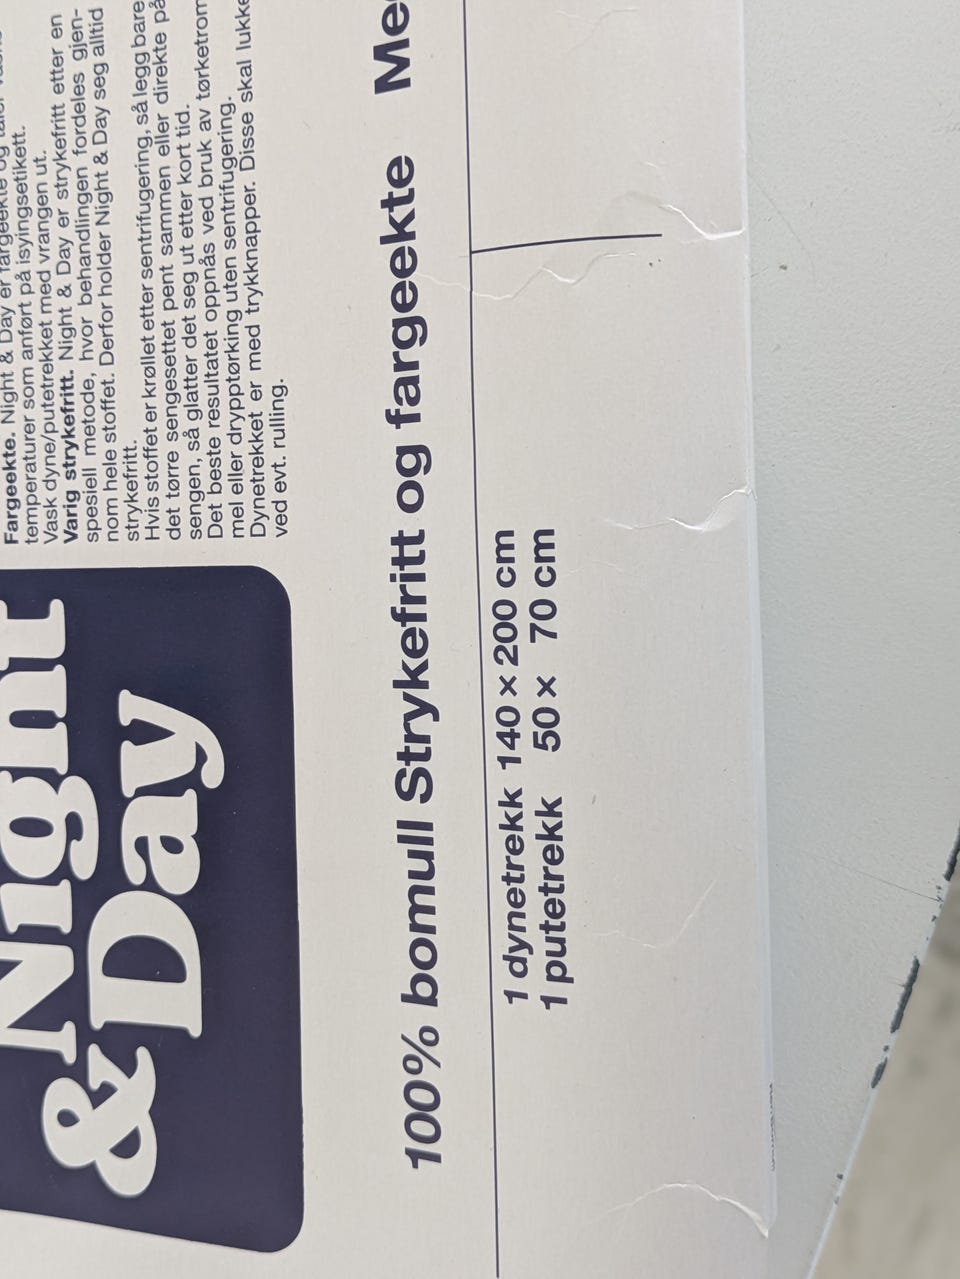 Night
& Day
Fargeekte. Night & Day er fargeekte og tåler
temperaturer som anført på isyingsetikett.
Vask dyne/putetrekket med vrangen ut.
Varig strykefritt. Night & Day er strykefritt etter en
spesiell metode, hvor behandlingen fordeles gjen-
nom hele stoffet. Derfor holder Night & Day seg alltid
strykefritt.
Hvis stoffet er krøllet etter sentrifugering, så legg bare
det tørre sengesettet pent sammen eller direkte på
sengen, så glatter det seg ut etter kort tid.
Det beste resultatet oppnås ved bruk av tørketrom
mel eller drypptørking uten sentrifugering.
Dynetrekket er med trykknapper. Disse skal lukke
ved evt. rulling.
100% bomull Strykefritt og fargeekte Med
1 dynetrekk 140 × 200 cm
1 putetrekk 50 × 70 cm